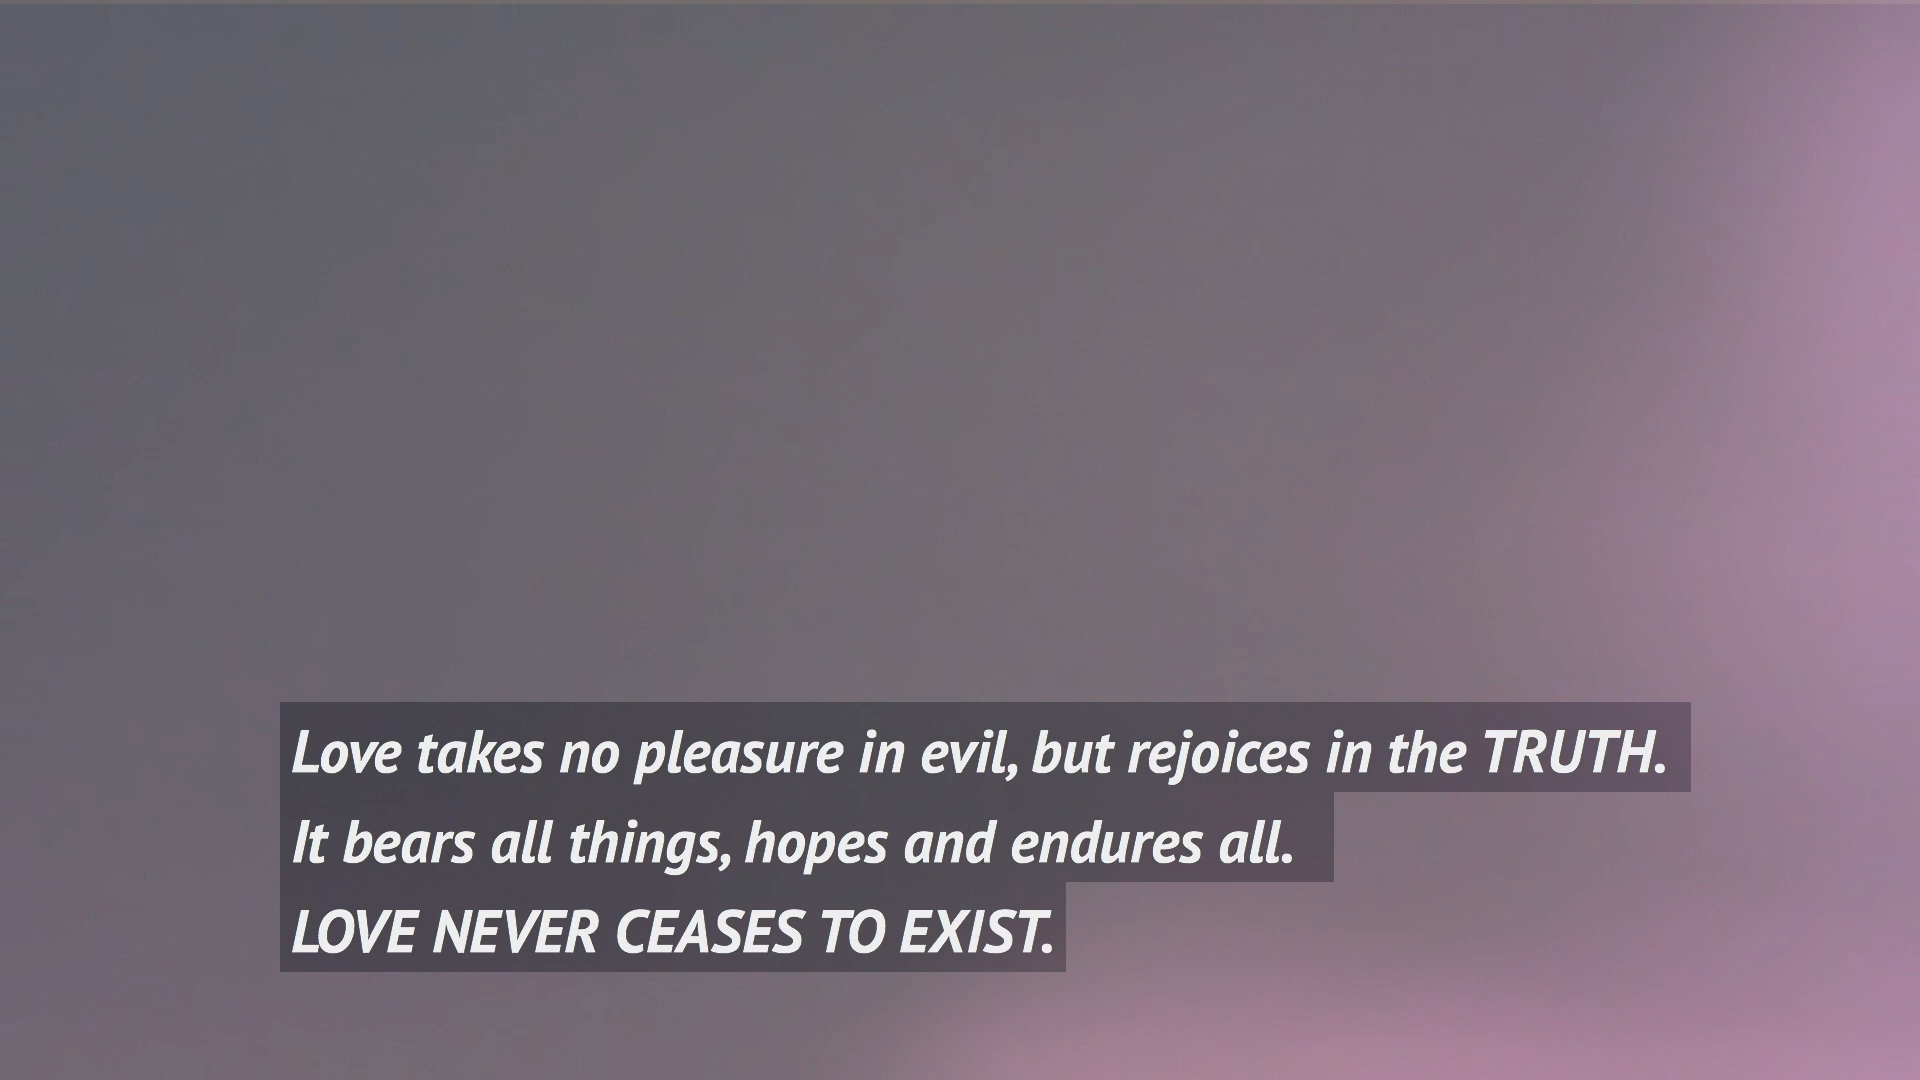 Love takes no pleasure in evil, but rejoices in the TRUTH.
It bears all things, hopes and endures all.
LOVE NEVER CEASES TO EXIST.